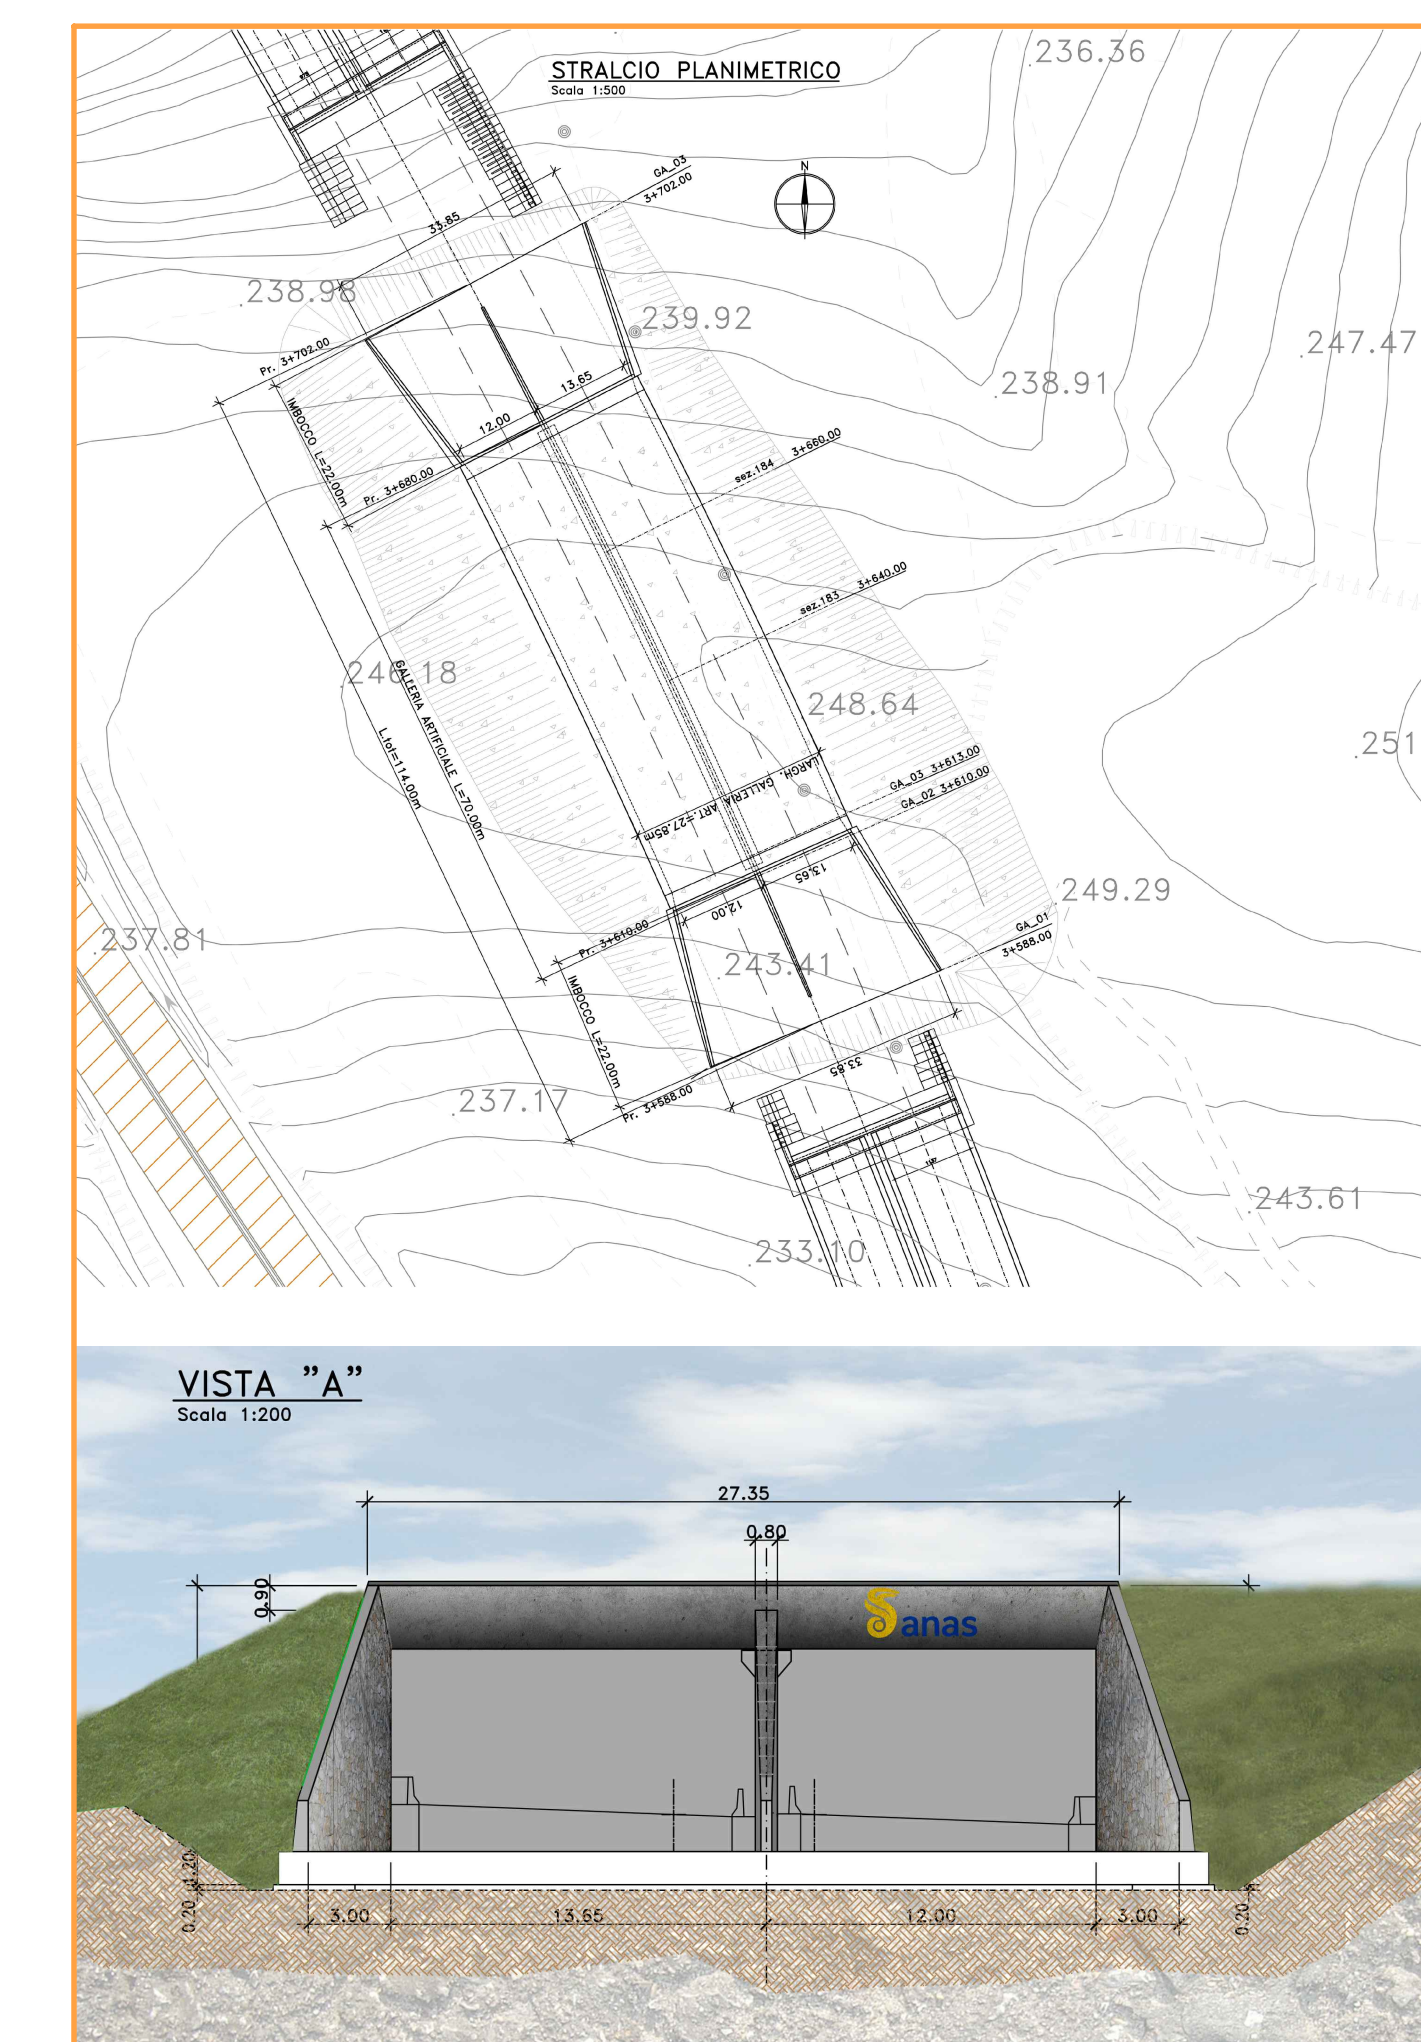 STRALCIO PLANIMETRICO
Scala 1:500
236.36
N
GA_03
3+702.00
33.85
238.98
239.92
247.47
Pr. 3+702.00
238.91
13.65
12.00
IMBOCCO L=22.00m
Pr. 3+680.00
sez.184 3+660.00
sez.183 3+640.00
246.18
GALLERIA ARTIFICIALE L=70.00m
L.tot=114.00m
248.64
251
LARGH. GALLERIA ART.=27.85m
GA_03 3+613.00
GA_02 3+610.00
13.65
12.00
249.29
GA_01
3+588.00
237.81
Pr. 3+610.00
243.41
IMBOCCO L=22.00m
33.85
237.17
Pr. 3+588.00
243.61
233.10
VISTA "A"
Scala 1:200
27.35
0.80
0.90
anas
1.20
0.20
3.00
13.65
12.00
3.00
0.20